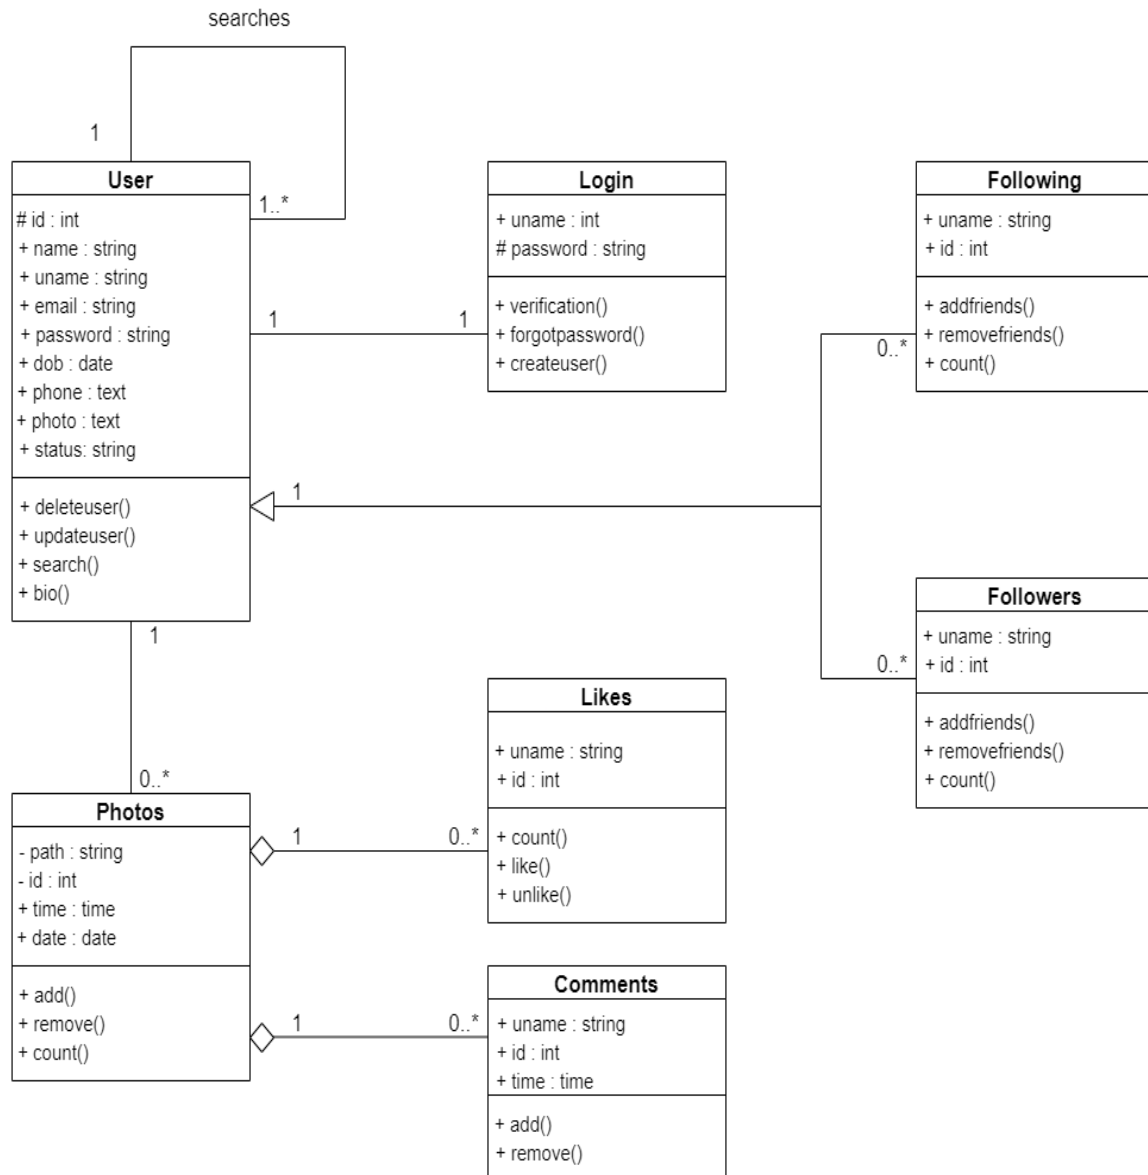 searches
1
User
# id : int
+ name : string
+ uname : string
+ email : string
+ password : string
+ dob : date
+ phone : text
+ photo : text
+ status: string
+ deleteuser()
+ updateuser()
+ search()
+ bio()
1..*
1
1
Login
+ uname : int
# password : string
+ verification()
+ forgotpassword()
+ createuser()
Following
+ uname : string
+ id : int
+ addfriends()
+ removefriends()
+ count()
0..*
1
0..*
Followers
+ uname : string
+ id : int
+ addfriends()
+ removefriends()
+ count()
1
0..*
Photos
- path : string
- id : int
+ time : time
+ date : date
+ add()
+ remove()
+ count()
1
0..*
Likes
+ uname : string
+ id : int
+ count()
+ like()
+ unlike()
1
0..*
Comments
+ uname : string
+ id : int
+ time : time
+ add()
+ remove()